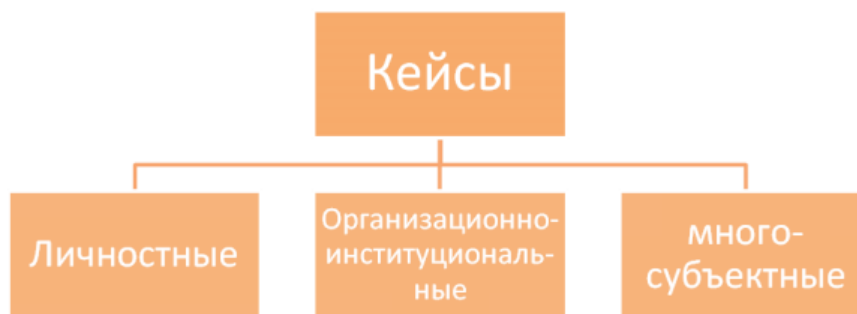 Кейсы
Личностные
Организационно-
институциональ-
ные
много-
субъектные